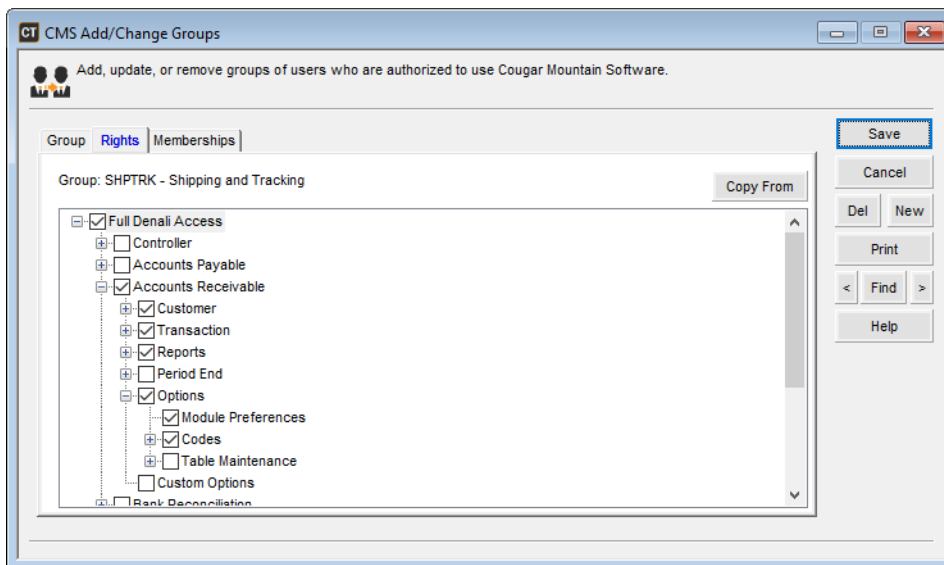 CT CMS Add/Change Groups
Add, update, or remove groups of users who are authorized to use Cougar Mountain Software.
Group Rights Memberships
Group: SHPTRK - Shipping and Tracking
Copy From
Full Denali Access
Controller
Accounts Payable
Accounts Receivable
Customer
Transaction
Reports
Period End
Options
Module Preferences
Codes
Table Maintenance
Custom Options
Bank Reconciliation
Save
Cancel
Del New
Print
< Find >
Help